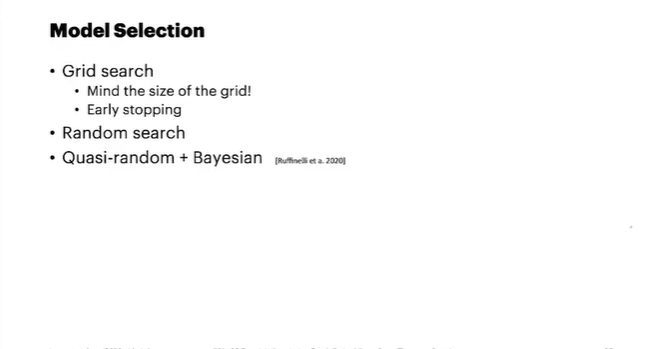 Model Selection
• Grid search
• Mind the size of the grid!
• Early stopping
• Random search
• Quasi-random + Bayesian [Ruffinelli et a. 2020]